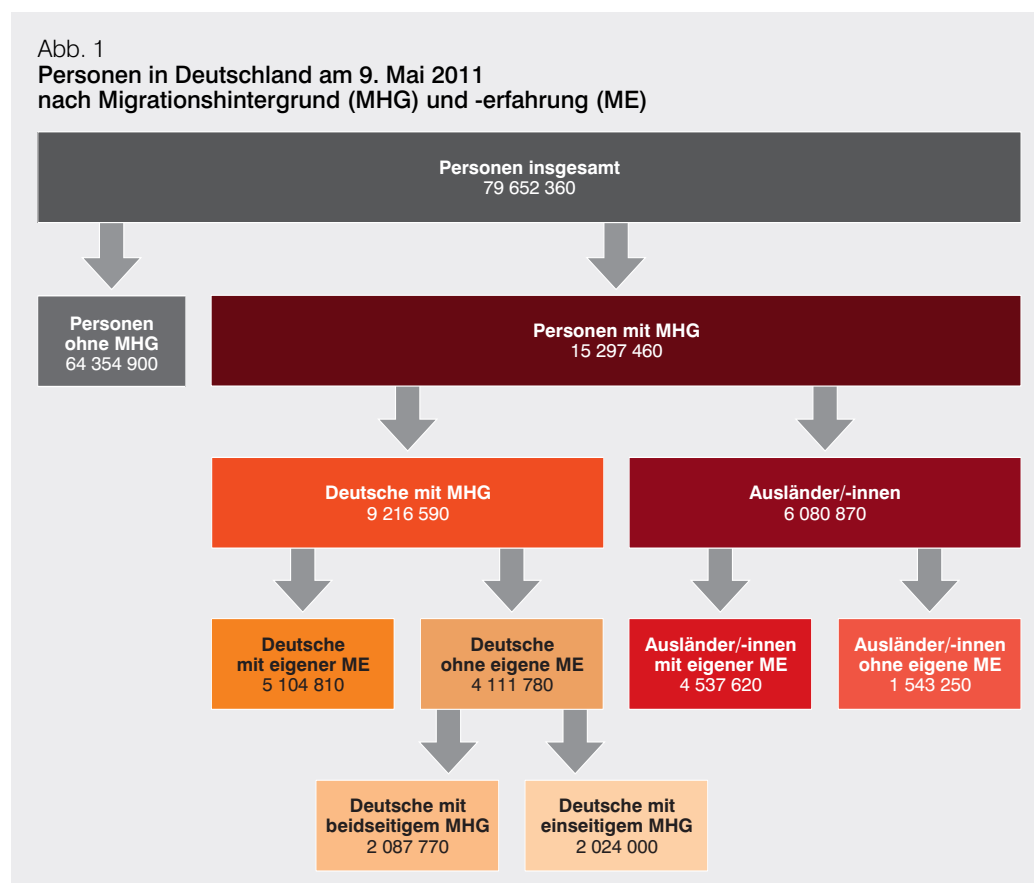 Abb. 1
Personen in Deutschland am 9. Mai 2011
nach Migrationshintergrund (MHG) und -erfahrung (ME)
Personen insgesamt
79 652 360
Personen
ohne MHG
64 354 900
Personen mit MHG
15 297 460
Deutsche mit MHG
9 216 590
Ausländer/-innen
6 080 870
Deutsche
mit eigener ME
5 104 810
Deutsche
ohne eigene ME
4 111 780
Ausländer/-innen
mit eigener ME
4 537 620
Ausländer/-innen
ohne eigene ME
1 543 250
Deutsche mit
beidseitigem MHG
2 087 770
Deutsche mit
einseitigem MHG
2 024 000